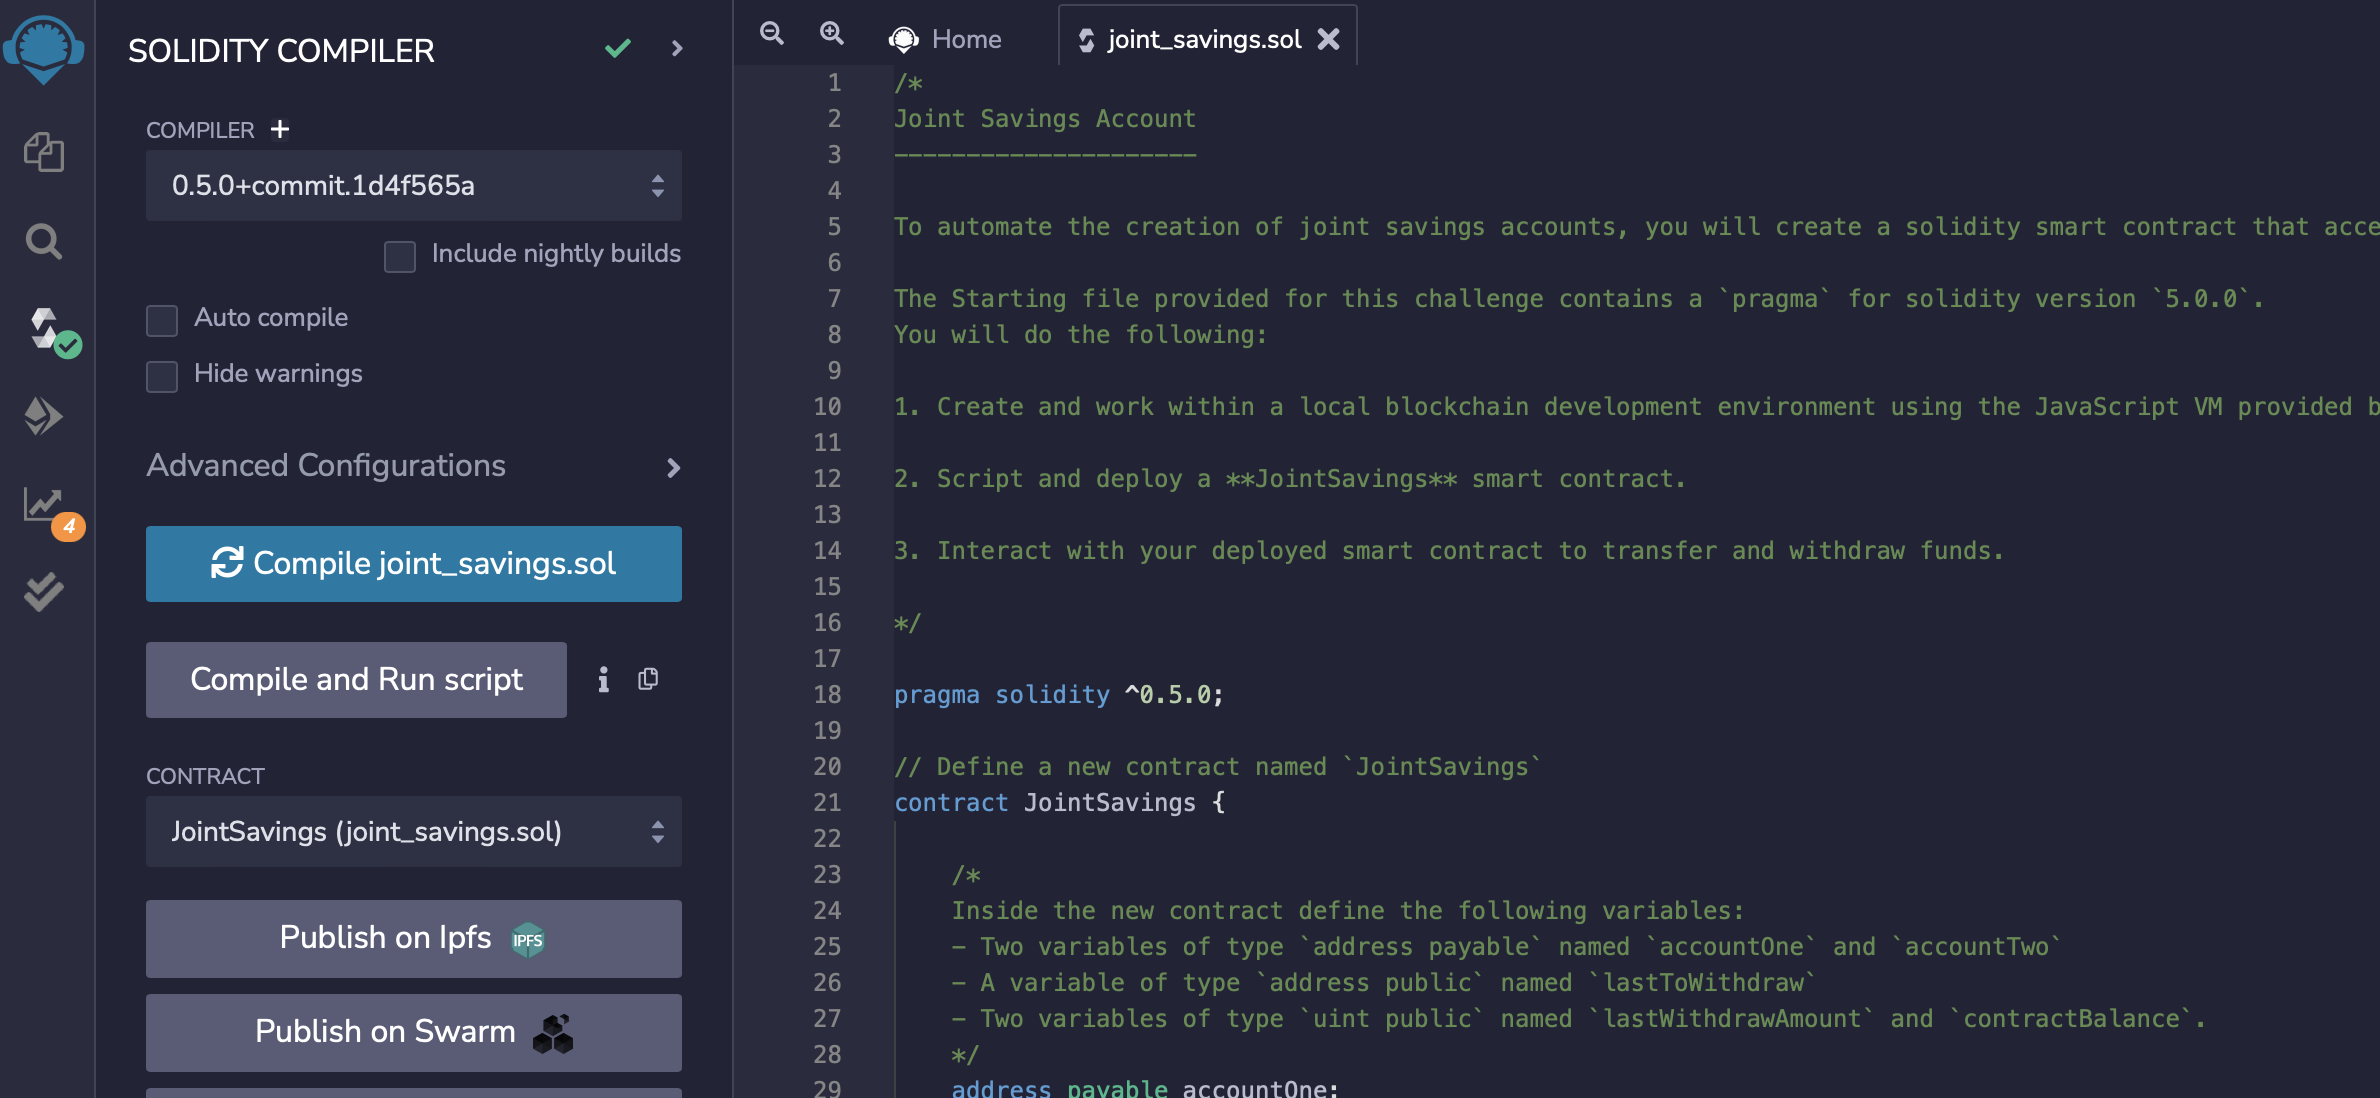 SOLIDITY COMPILER
COMPILER +
0.5.0+commit.1d4f565a
Include nightly builds
Auto compile
Hide warnings
Advanced Configurations
4
Compile joint_savings.sol
Compile and Run script
CONTRACT
JointSavings (joint_savings.sol)
Publish on Ipfs IPFS
Publish on Swarm
Home
joint_savings.sol
1 /*
2 Joint Savings Account
3 ---------------------
4
5 To automate the creation of joint savings accounts, you will create a solidity smart contract that acce
6
7 The Starting file provided for this challenge contains a `pragma` for solidity version `5.0.0`.
8 You will do the following:
9
10 1. Create and work within a local blockchain development environment using the JavaScript VM provided b
11
12 2. Script and deploy a **JointSavings** smart contract.
13
14 3. Interact with your deployed smart contract to transfer and withdraw funds.
15
16 */
17
18 pragma solidity ^0.5.0;
19
20 // Define a new contract named `JointSavings`
21 contract JointSavings {
22
23 /*
24 Inside the new contract define the following variables:
25 - Two variables of type `address payable` named `accountOne` and `accountTwo`
26 - A variable of type `address public` named `lastToWithdraw`
27 - Two variables of type `uint public` named `lastWithdrawAmount` and `contractBalance`.
28 */
29 address payable accountOne;